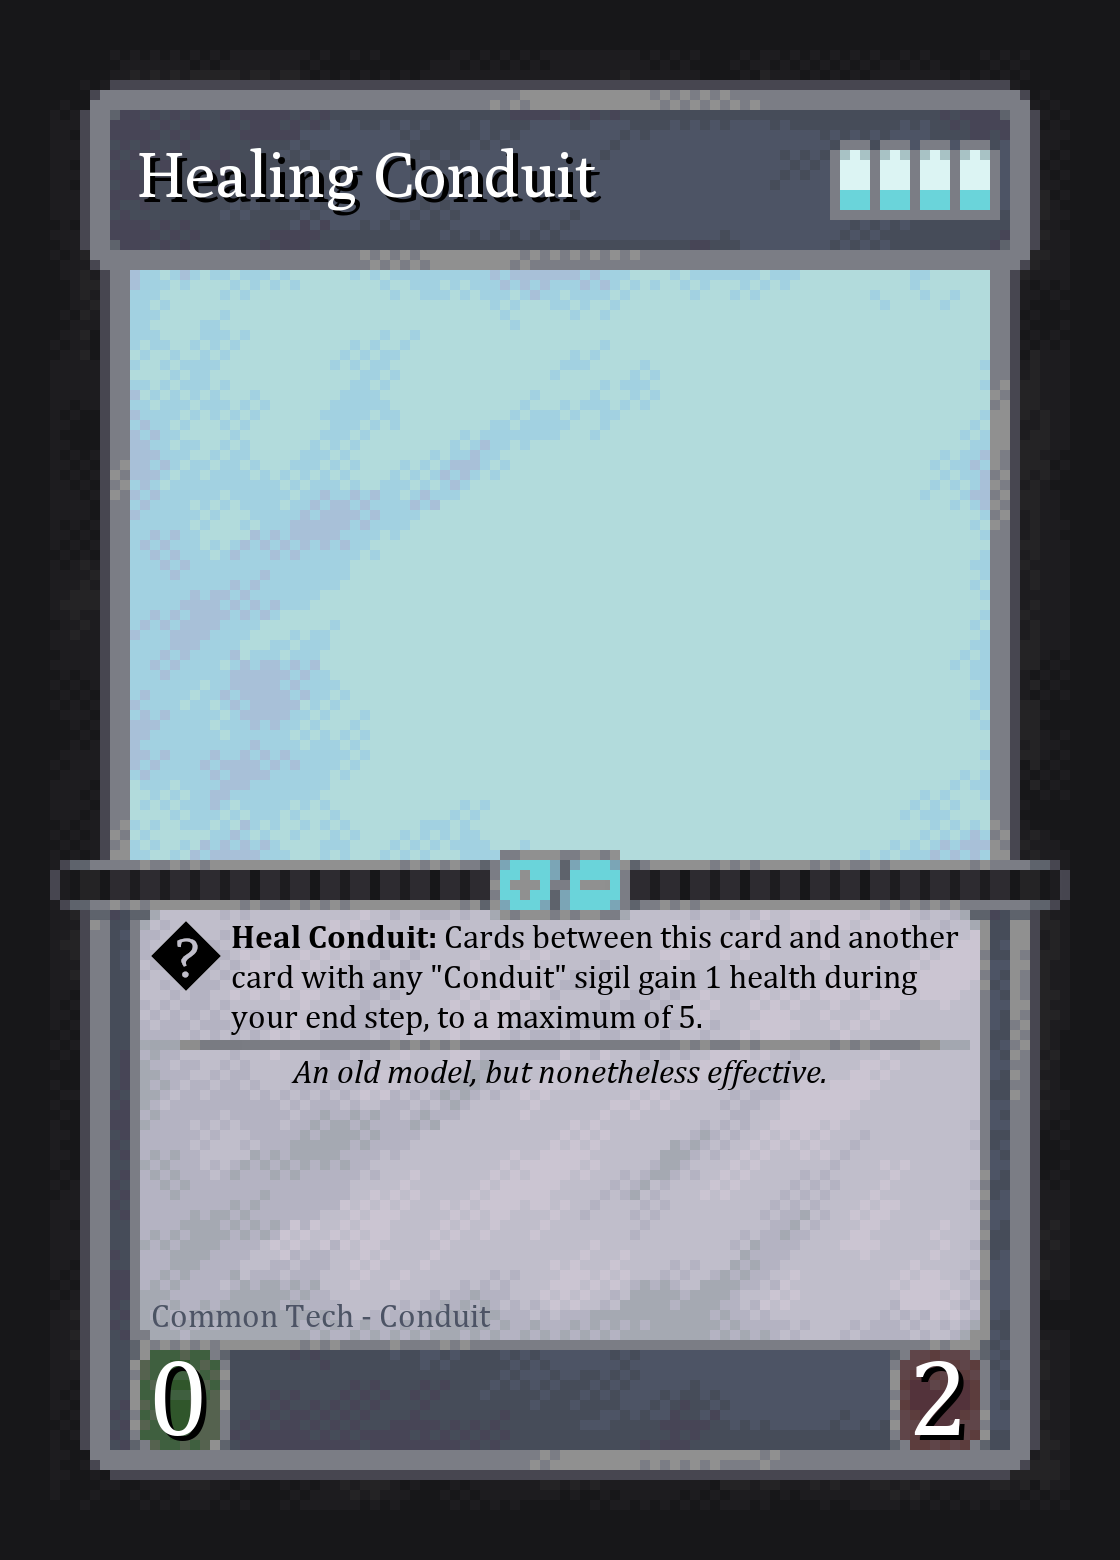 Healing Conduit
?
Heal Conduit: Cards between this card and another
card with any "Conduit" sigil gain 1 health during
your end step, to a maximum of 5.
An old model, but nonetheless effective.
Common Tech - Conduit
0
2